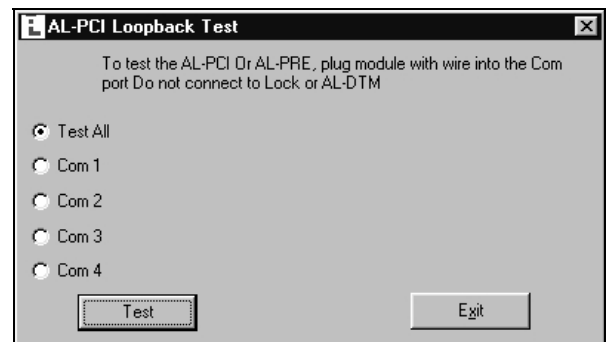 AL-PCI Loopback Test
To test the AL-PCI Or AL-PRE, plug module with wire into the Com
port Do not connect to Lock or AL-DTM
Test All
Com 1
Com 2
Com 3
Com 4
Test
Exit